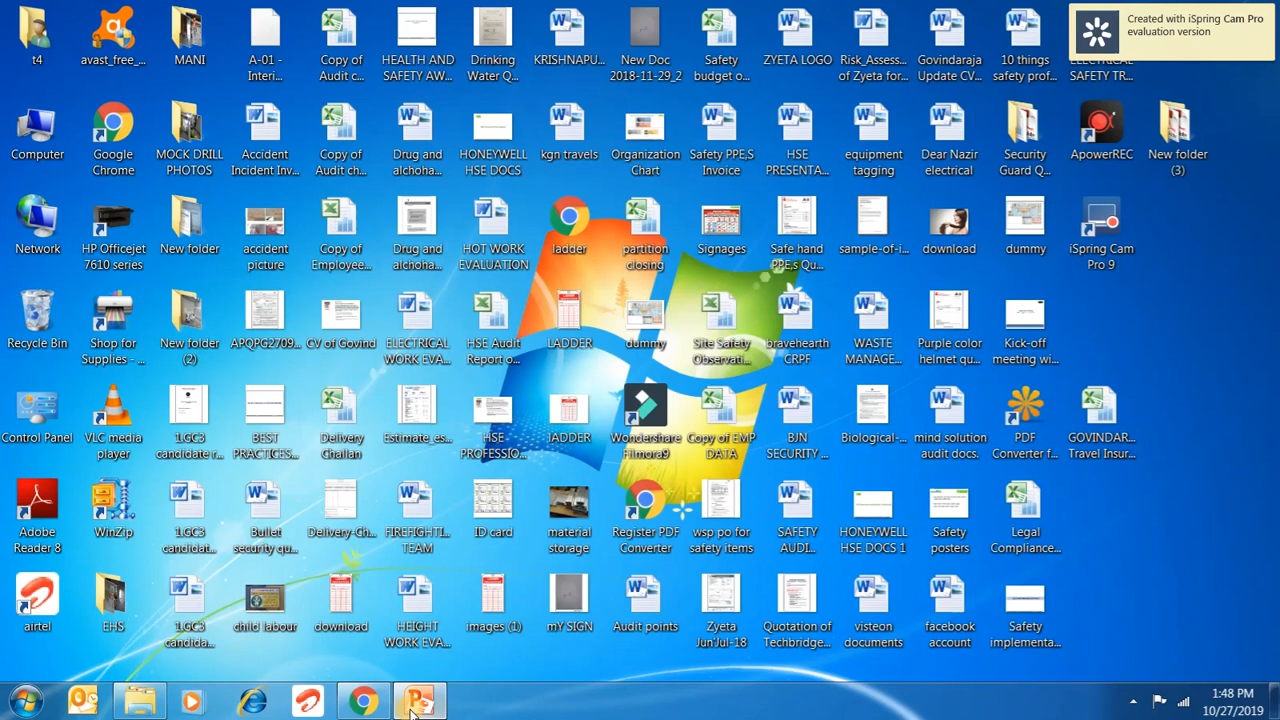 Created with iSpring Cam Pro
evaluation version
t4
avast_free_...
MANI
A-01 -
Interi...
Copy of
Audit c...
HEALTH AND
SAFETY AW...
Drinking
Water Q...
KRISHNAPU...
New Doc
2018-11-29_2
Safety
budget o...
ZYETA LOGO
Risk_Assess...
of Zyeta for...
Govindaraja
Update CV...
10 things
safety prof...
ELECTRICAL
SAFETY TR...
Computer
Google
Chrome
MOCK DRILL
PHOTOS
Accident
Incident Inv...
Copy of
Audit ch...
Drug and
alchoha...
HONEYWELL
HSE DOCS
kgn travels
Organization
Chart
Safety PPE,S
Invoice
HSE
PRESENTA...
equipment
tagging
Dear Nazir
electrical
Security
Guard Q...
ApowerREC
New folder
(3)
Network
HP Officejet
7610 series
New folder
accident
picture
Copy of
Employee...
Drug and
alchoha...
HOT WORK
EVALUATION
ladder
partition
closing
Signages
Safe hand
PPE,s Qu...
sample-of-i...
download
dummy
iSpring Cam
Pro 9
Recycle Bin
Shop for
Supplies - ...
New folder
(2)
APQPG2709...
CV of Govind
ELECTRICAL
WORK EVA...
HSE Audit
Report o...
LADDER
dummy
Site Safety
Observati...
bravehearth
CRPF
WASTE
MANAGE...
Purple color
helmet qu...
Kick-off
meeting wi...
Control Panel
VLC media
player
1.GC3
candidate r...
BEST
PRACTICES...
Delivery
Challan
Estimate_es...
HSE
PROFESSIO...
lADDER
Wondershare
Filmora9
Copy of EMP
DATA
BJN
SECURITY ...
Biological-...
mind solution
audit docs.
PDF
Converter f...
GOVINDAR...
Travel Insur...
Adobe
Reader 8
WinZip
1.GC3
candidat...
Bullet
security qu...
Delivery Ch...
FIREFIGHTI...
TEAM
ID card
material
storage
Register PDF
Converter
wsp po for
safety items
SAFETY
AUDI...
HONEYWELL
HSE DOCS 1
Safety
posters
Legal
Compliance...
airtel
EHS
1.GC3
candida...
child labour
download
HEIGHT
WORK EVA...
images (1)
mY SIGN
Audit points
Zyeta
Jun'Jul-18
Quotation of
Techbridge...
visteon
documents
facebook
account
Safety
implementa...
1:48 PM
10/27/2019